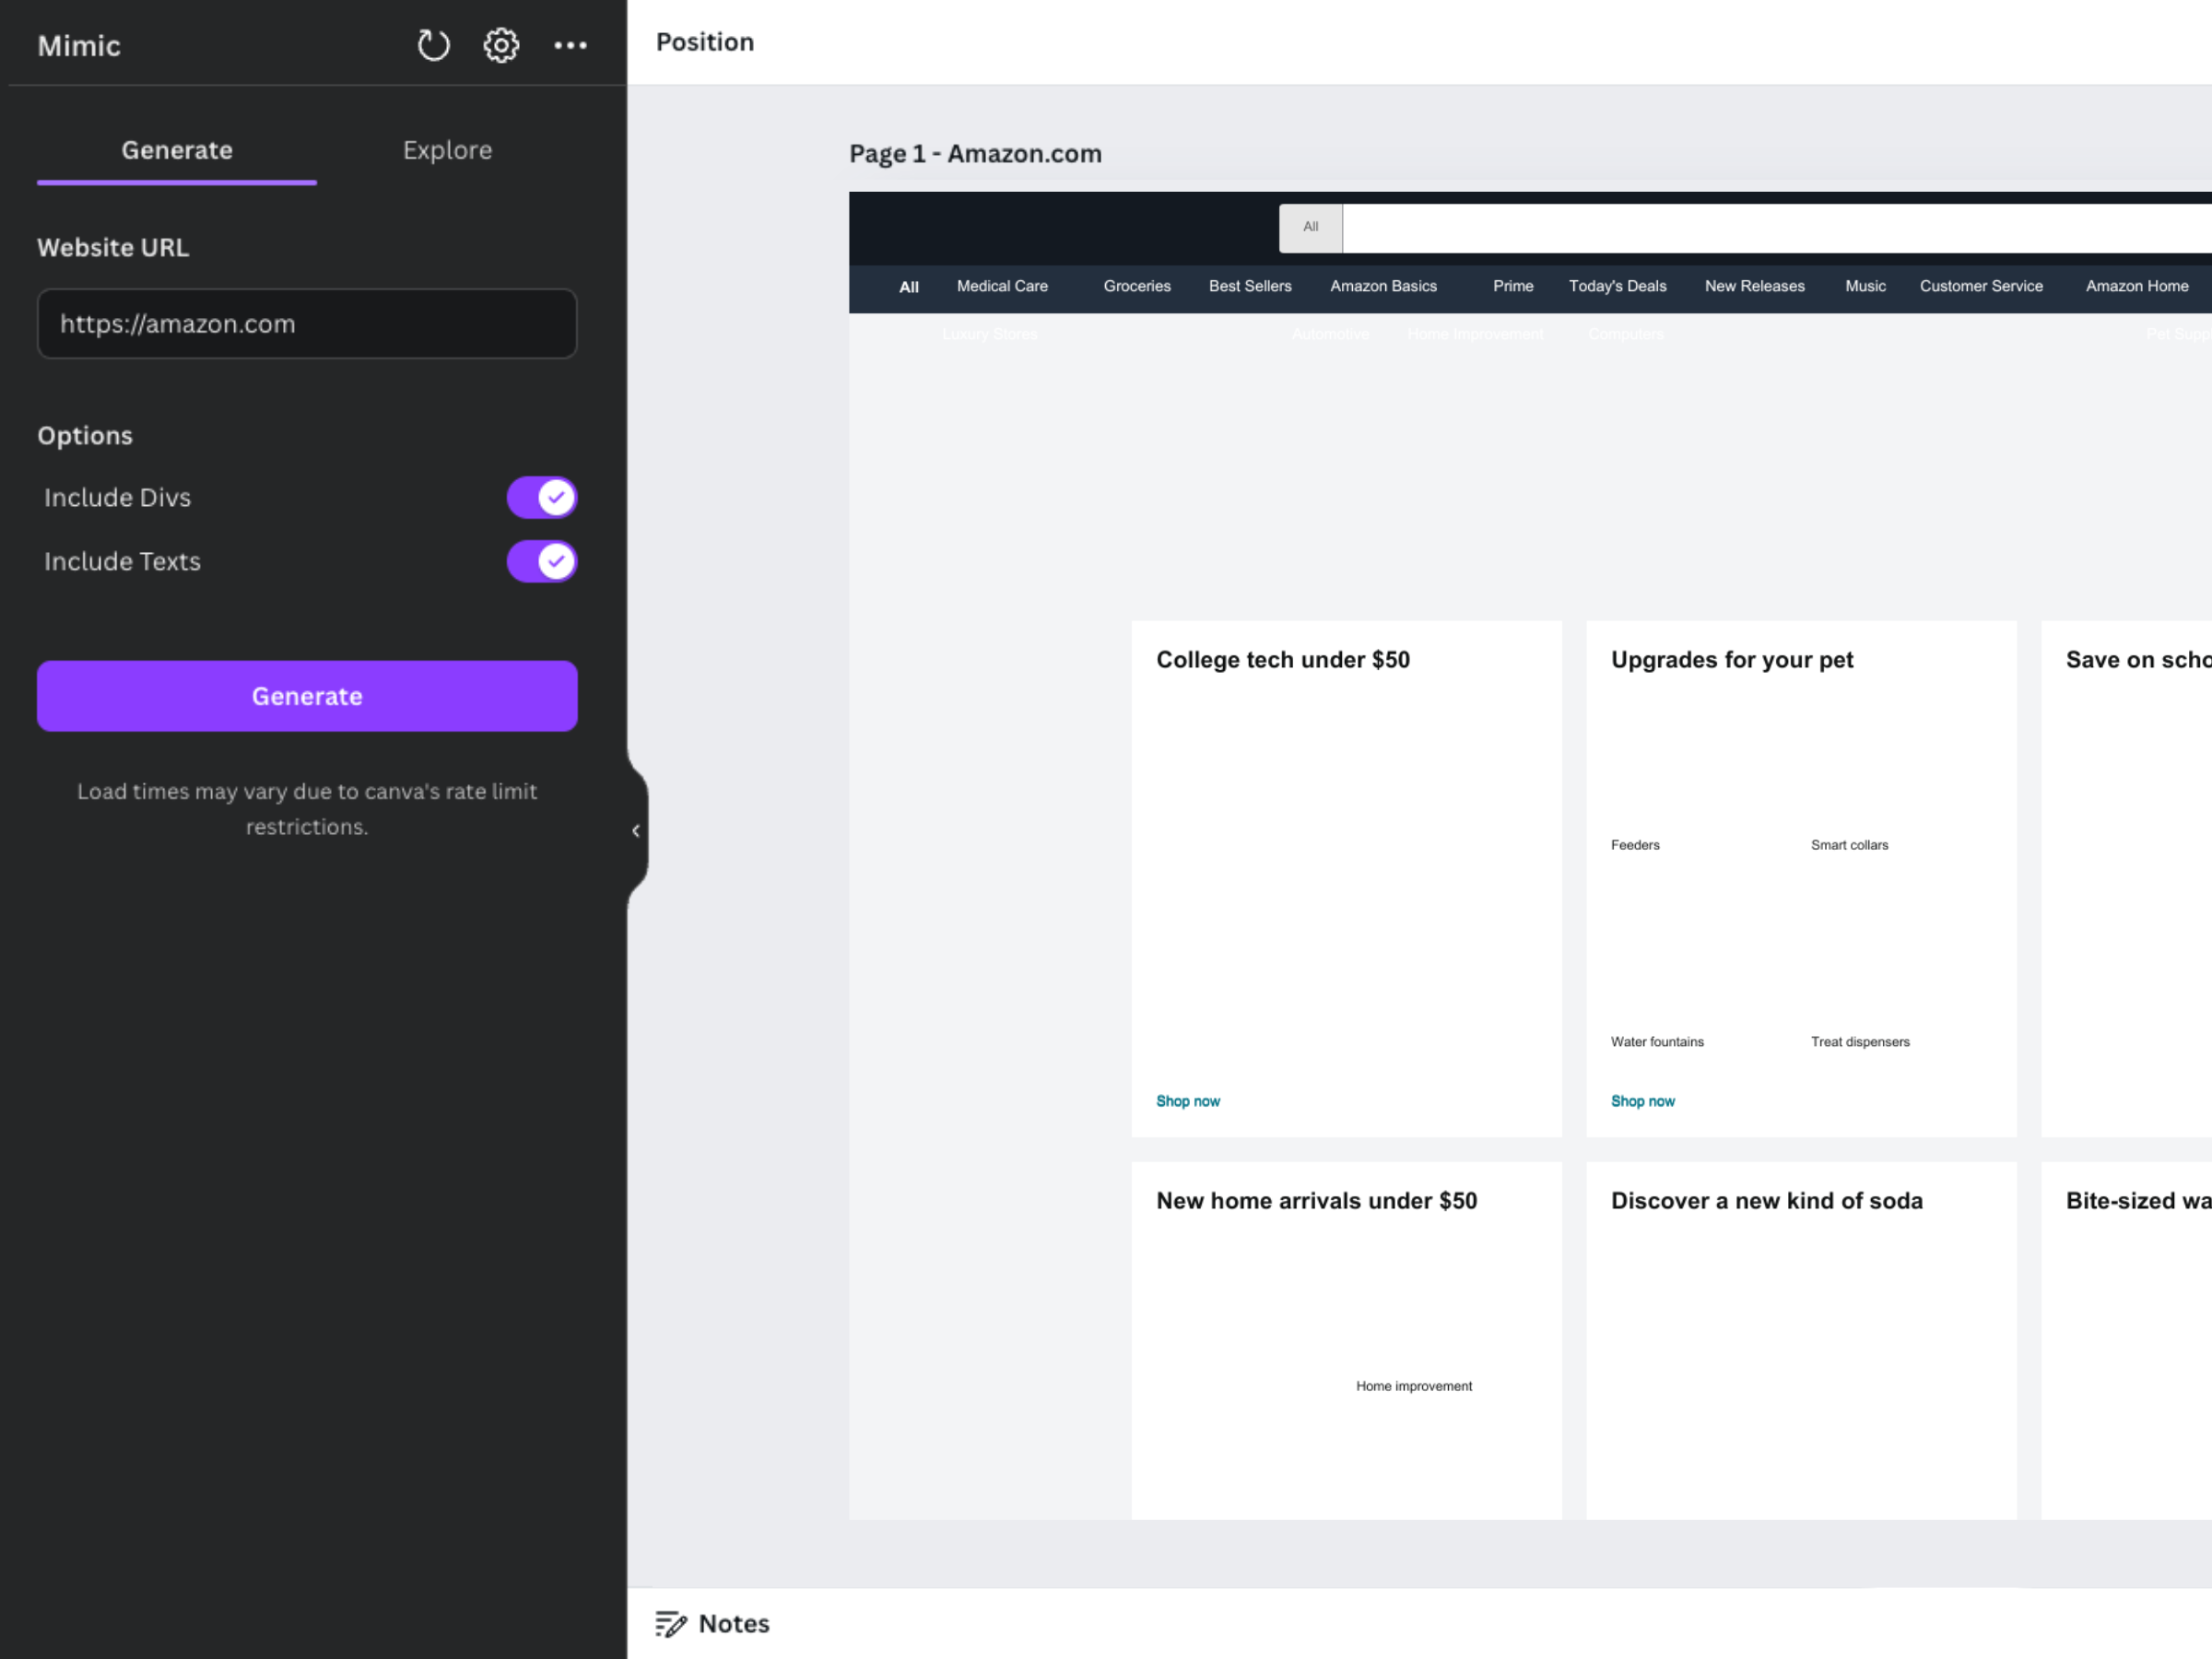 Mimic
Generate Explore
Website URL
https://amazon.com
Options
Include Divs
Include Texts
Generate
Load times may vary due to canva's rate limit
restrictions.
Position
Page 1 - Amazon.com
All
All Medical Care Groceries Best Sellers Amazon Basics Prime Today's Deals New Releases Music Customer Service Amazon Home
Luxury Stores Automotive Home Improvement Computers Pet Supp
College tech under $50
Shop now
Upgrades for your pet
Feeders Smart collars
Water fountains Treat dispensers
Shop now
Save on scho
New home arrivals under $50
Home improvement
Discover a new kind of soda
Bite-sized wa
Notes